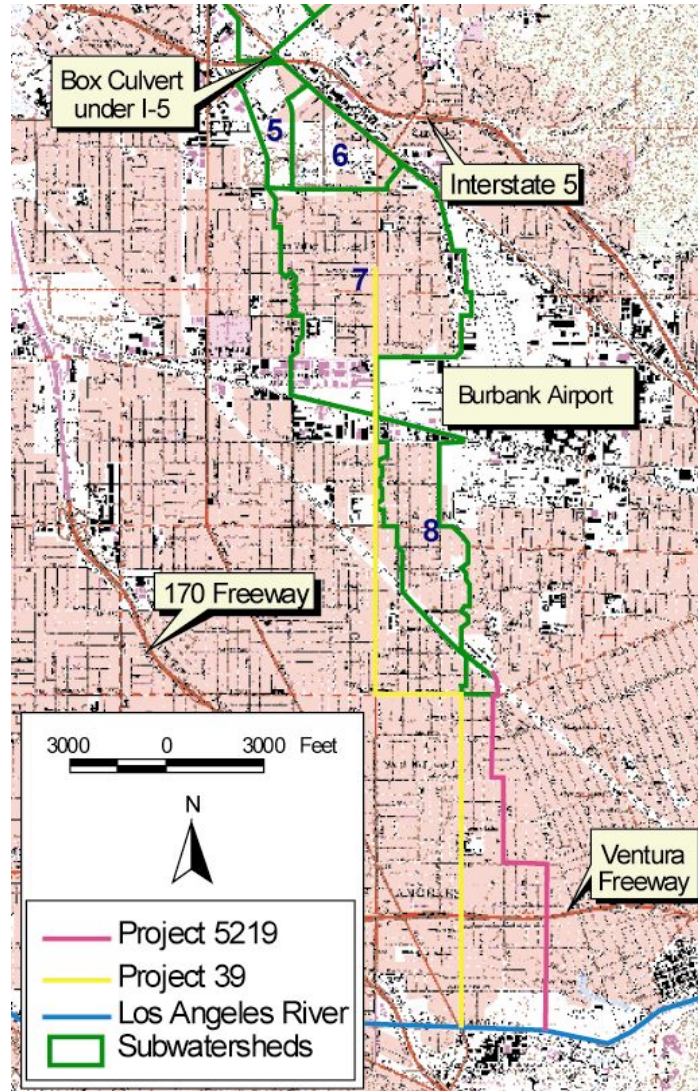 Box Culvert
under I-5
5
6
Interstate 5
7
Burbank Airport
8
170 Freeway
3000 0 3000 Feet
N
Ventura
Freeway
Project 5219
Project 39
Los Angeles River
Subwatersheds